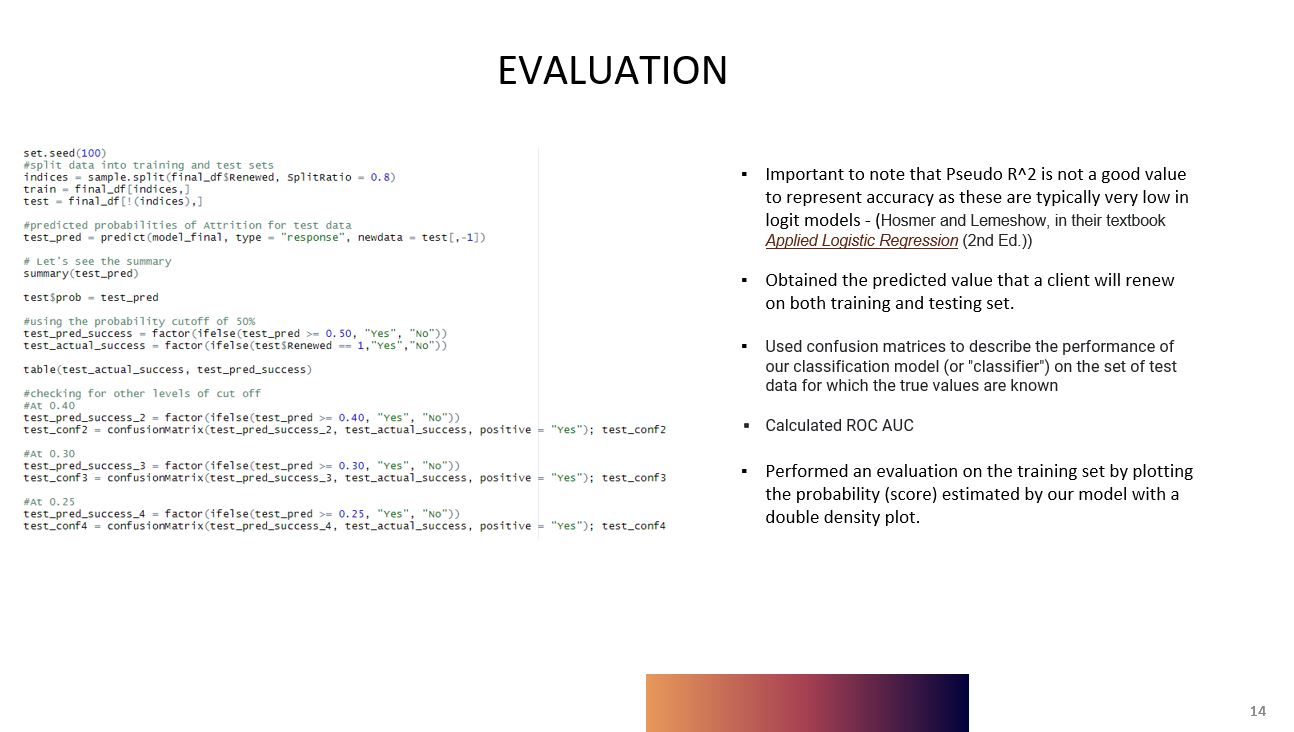 EVALUATION
set.seed(100)
#split data into training and test sets
indices = sample.split(final_df$Renewed, SplitRatio = 0.8)
train = final_df[indices,]
test = final_df[!(indices),]
#predicted probabilities of Attrition for test data
test_pred = predict(model_final, type = "response", newdata = test[,-1])
# Let's see the summary
summary(test_pred)
test$prob = test_pred
#using the probability cutoff of 50%
test_pred_success = factor(ifelse(test_pred >= 0.50, "Yes", "No"))
test_actual_success = factor(ifelse(test$Renewed == 1,"Yes","No"))
table(test_actual_success, test_pred_success)
#checking for other levels of cut off
#At 0.40
test_pred_success_2 = factor(ifelse(test_pred >= 0.40, "Yes", "No"))
test_conf2 = confusionMatrix(test_pred_success_2, test_actual_success, positive = "Yes"); test_conf2
#At 0.30
test_pred_success_3 = factor(ifelse(test_pred >= 0.30, "Yes", "No"))
test_conf3 = confusionMatrix(test_pred_success_3, test_actual_success, positive = "Yes"); test_conf3
#At 0.25
test_pred_success_4 = factor(ifelse(test_pred >= 0.25, "Yes", "No"))
test_conf4 = confusionMatrix(test_pred_success_4, test_actual_success, positive = "Yes"); test_conf4
▪ Important to note that Pseudo R^2 is not a good value
to represent accuracy as these are typically very low in
logit models - (Hosmer and Lemeshow, in their textbook
Applied Logistic Regression (2nd Ed.))
▪ Obtained the predicted value that a client will renew
on both training and testing set.
▪ Used confusion matrices to describe the performance of
our classification model (or "classifier") on the set of test
data for which the true values are known
▪ Calculated ROC AUC
▪ Performed an evaluation on the training set by plotting
the probability (score) estimated by our model with a
double density plot.
14